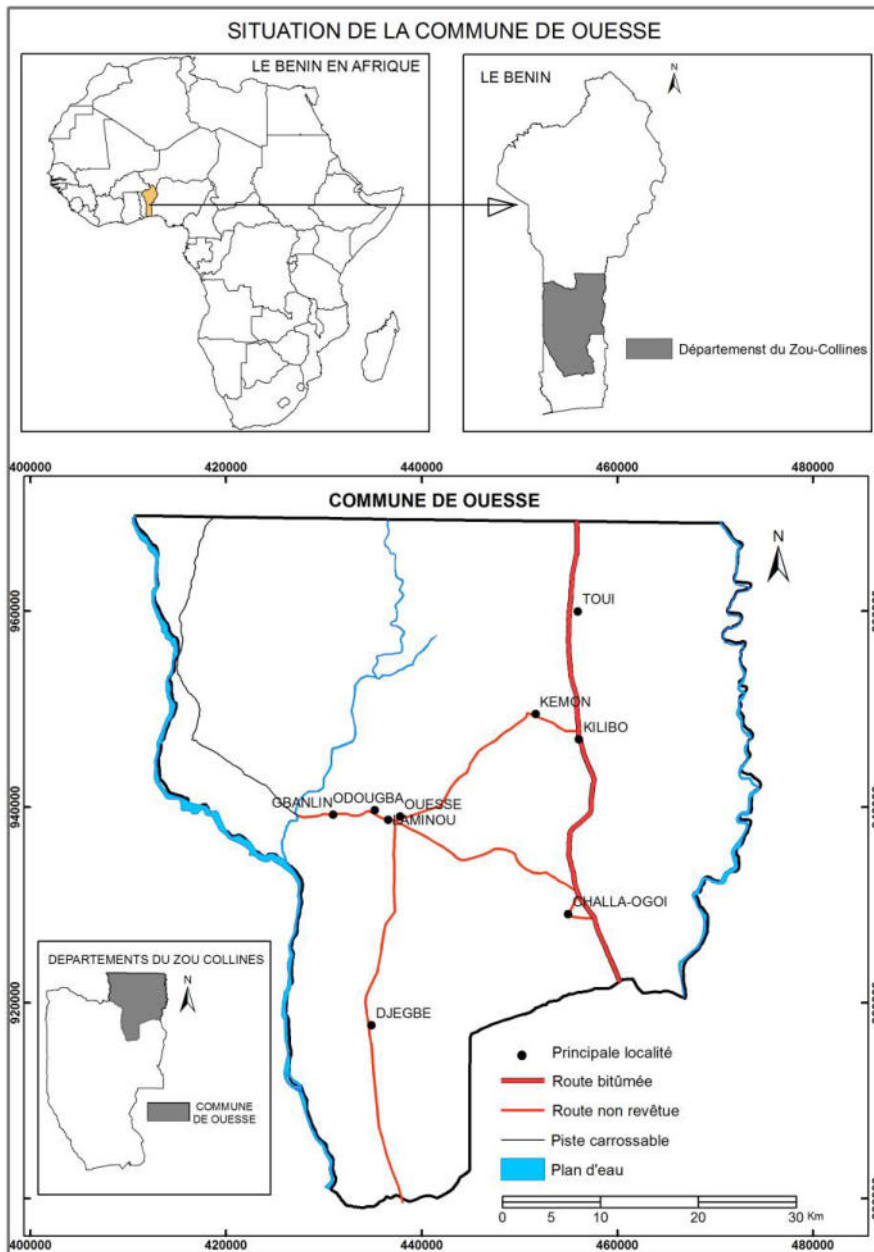 SITUATION DE LA COMMUNE DE OUESSE
LE BENIN EN AFRIQUE
LE BENIN
N
Départemenst du Zou-Collines
400000 420000 440000 460000 480000
COMMUNE DE OUESSE
N
960000
TOUI
KEMON
KILIBO
940000
GBANLIN
ODOUGBA
OUESSE
LAMINOU
CHALLA-OGOI
DEPARTEMENTS DU ZOU COLLINES
N
COMMUNE
DE OUESSE
920000
DJEGBE
Principale localité
Route bitûmée
Route non revêtue
Piste carrossable
Plan d'eau
0 5 10 20 30 Km
400000 420000 440000 460000 480000